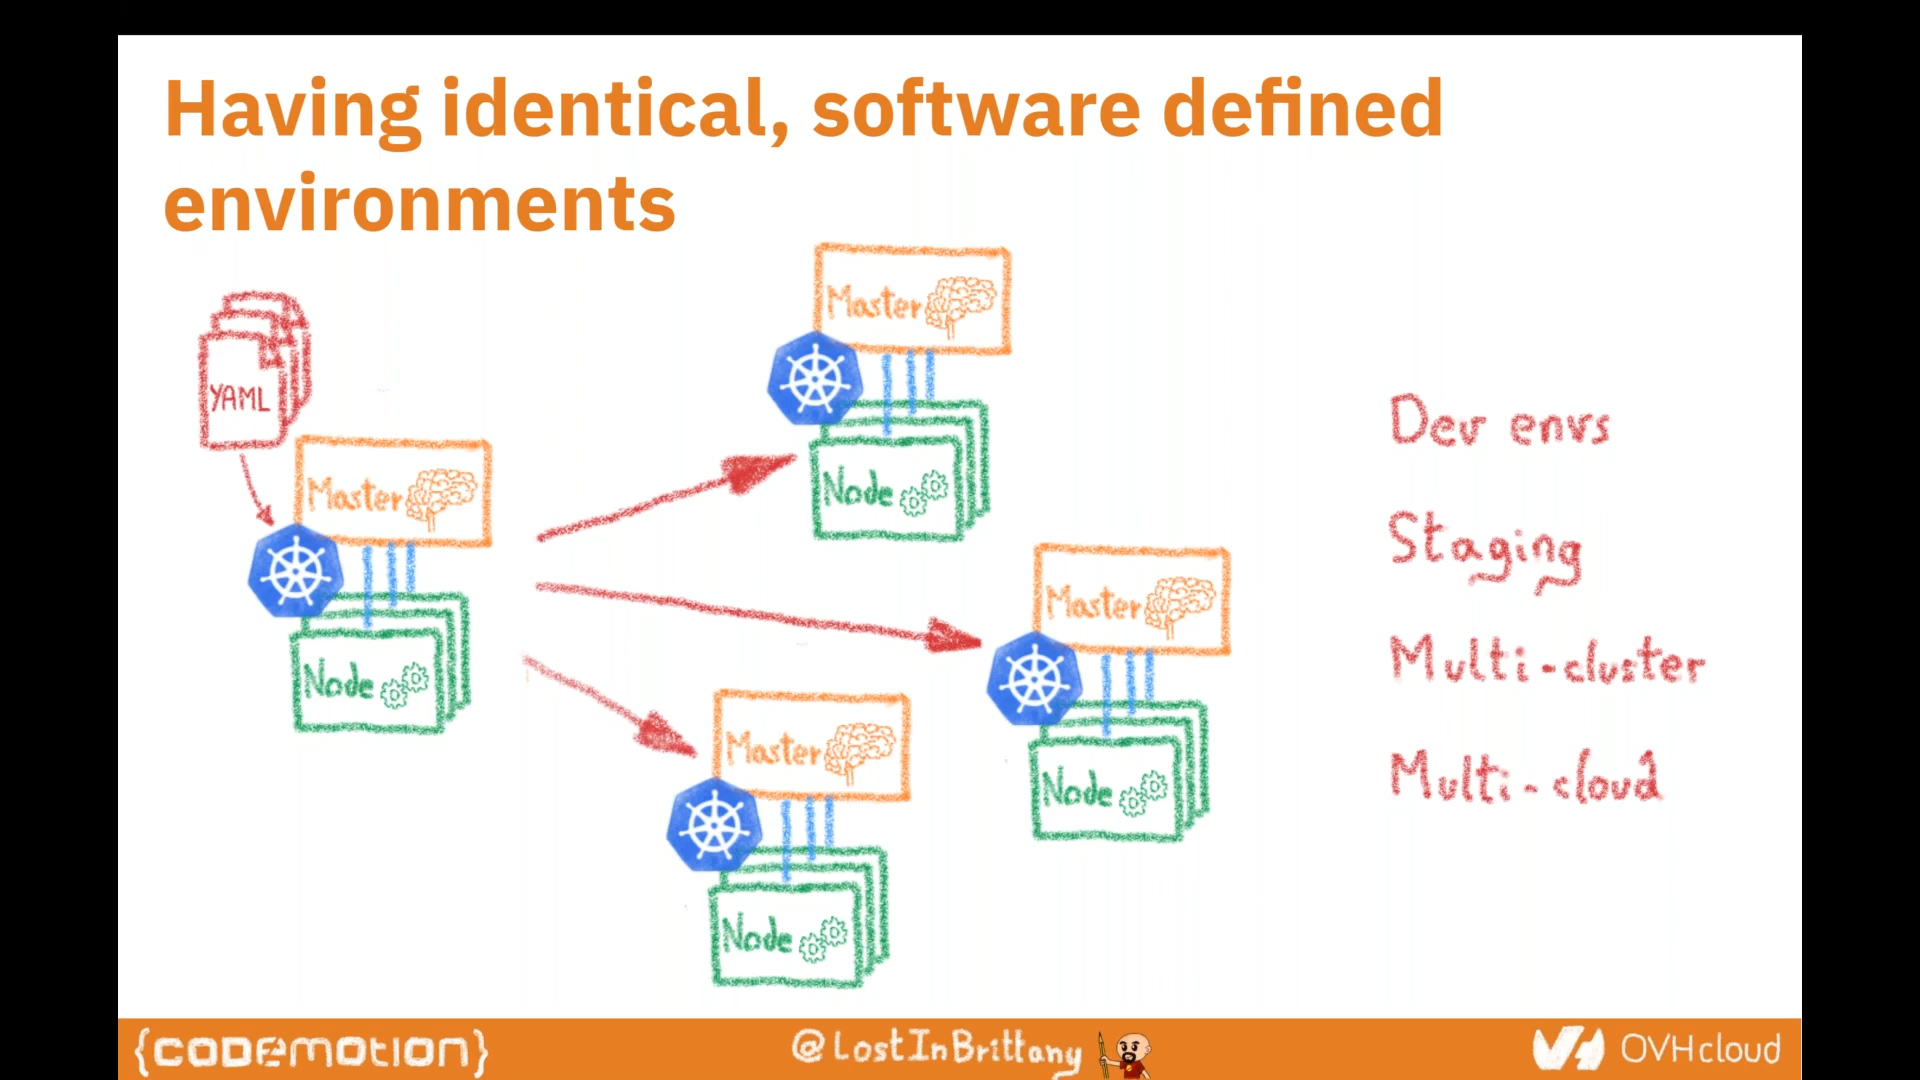 Having identical, software defined
environments
YAML
Master
Node
Master
Node
Master
Node
Master
Node
Dev envs
Staging
Multi-cluster
Multi-cloud
{CODEMOTION}
@LostInBrittany
OVHcloud